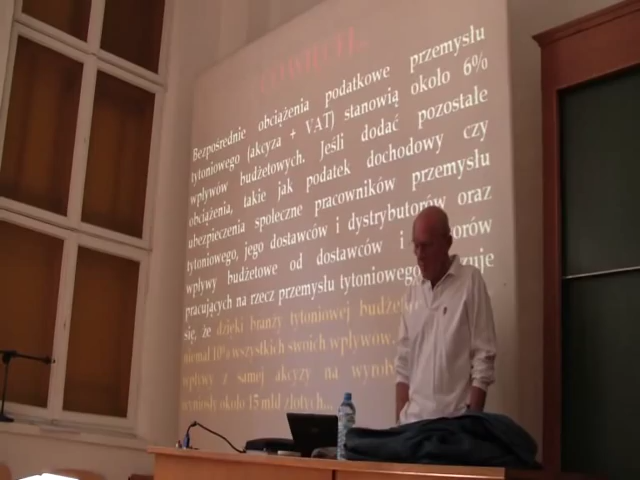 CO WIĘCEJ...
Bezpośrednie obciążenia podatkowe przemysłu
tytoniowego (akcyza + VAT) stanowią około 6%
wpływów budżetowych. Jeśli dodać pozostałe
obciążenia, takie jak podatek dochodowy czy
ubezpieczenia społeczne pracowników przemysłu
tytoniowego, jego dostawców i dystrybutorów oraz
wpływy budżetowe od dostawców i
pracujących na rzecz przemysłu tytoniowego
się, że dzięki branży tytoniowej budżet
niemal 10% wszystkich swoich wpływów.
wpływy z samej akcyzy na wyroby
wyniosły około 15 mld złotych...